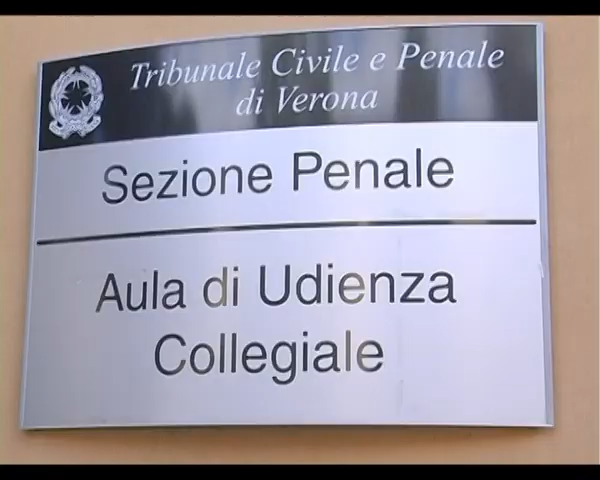 Tribunale Civile e Penale
di Verona
Sezione Penale
Aula di Udienza
Collegiale